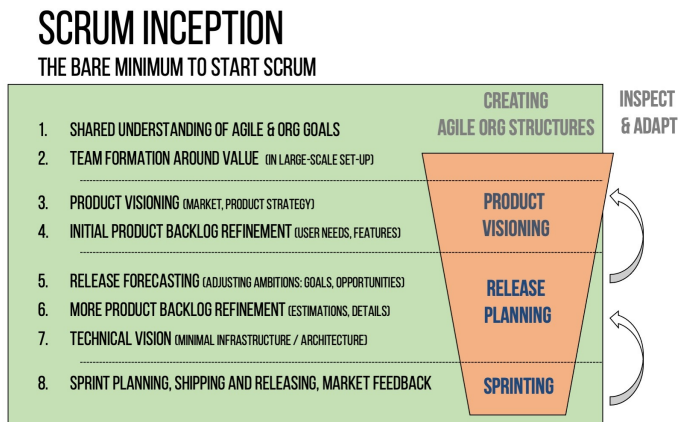 SCRUM INCEPTION
THE BARE MINIMUM TO START SCRUM
CREATING
AGILE ORG STRUCTURES
INSPECT
& ADAPT
1. SHARED UNDERSTANDING OF AGILE & ORG GOALS
2. TEAM FORMATION AROUND VALUE (IN LARGE-SCALE SET-UP)
3. PRODUCT VISIONING (MARKET, PRODUCT STRATEGY)
4. INITIAL PRODUCT BACKLOG REFINEMENT (USER NEEDS, FEATURES)
PRODUCT
VISIONING
5. RELEASE FORECASTING (ADJUSTING AMBITIONS: GOALS, OPPORTUNITIES)
6. MORE PRODUCT BACKLOG REFINEMENT (ESTIMATIONS, DETAILS)
7. TECHNICAL VISION (MINIMAL INFRASTRUCTURE / ARCHITECTURE)
RELEASE
PLANNING
8. SPRINT PLANNING, SHIPPING AND RELEASING, MARKET FEEDBACK
SPRINTING